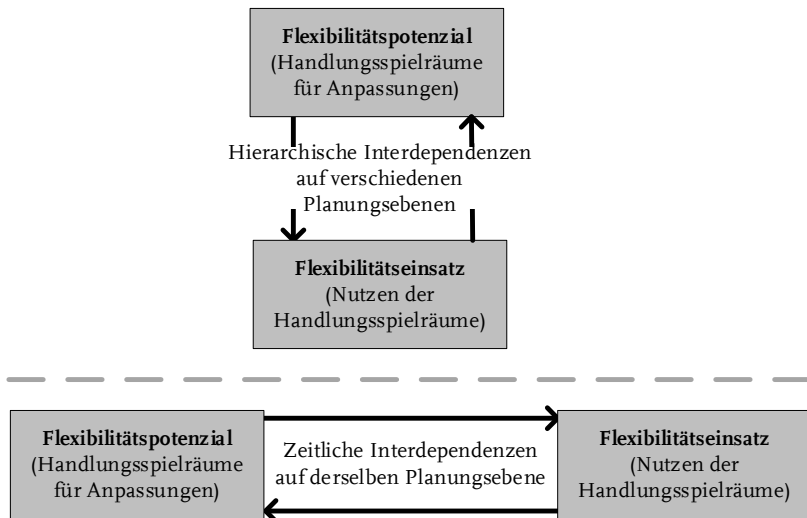 Flexibilitätspotenzial
(Handlungsspielräume
für Anpassungen)
Hierarchische Interdependenzen
auf verschiedenen
Planungsebenen
Flexibilitätseinsatz
(Nutzen der
Handlungsspielräume)
Flexibilitätspotenzial
(Handlungsspielräume
für Anpassungen)
Zeitliche Interdependenzen
auf derselben Planungsebene
Flexibilitätseinsatz
(Nutzen der
Handlungsspielräume)